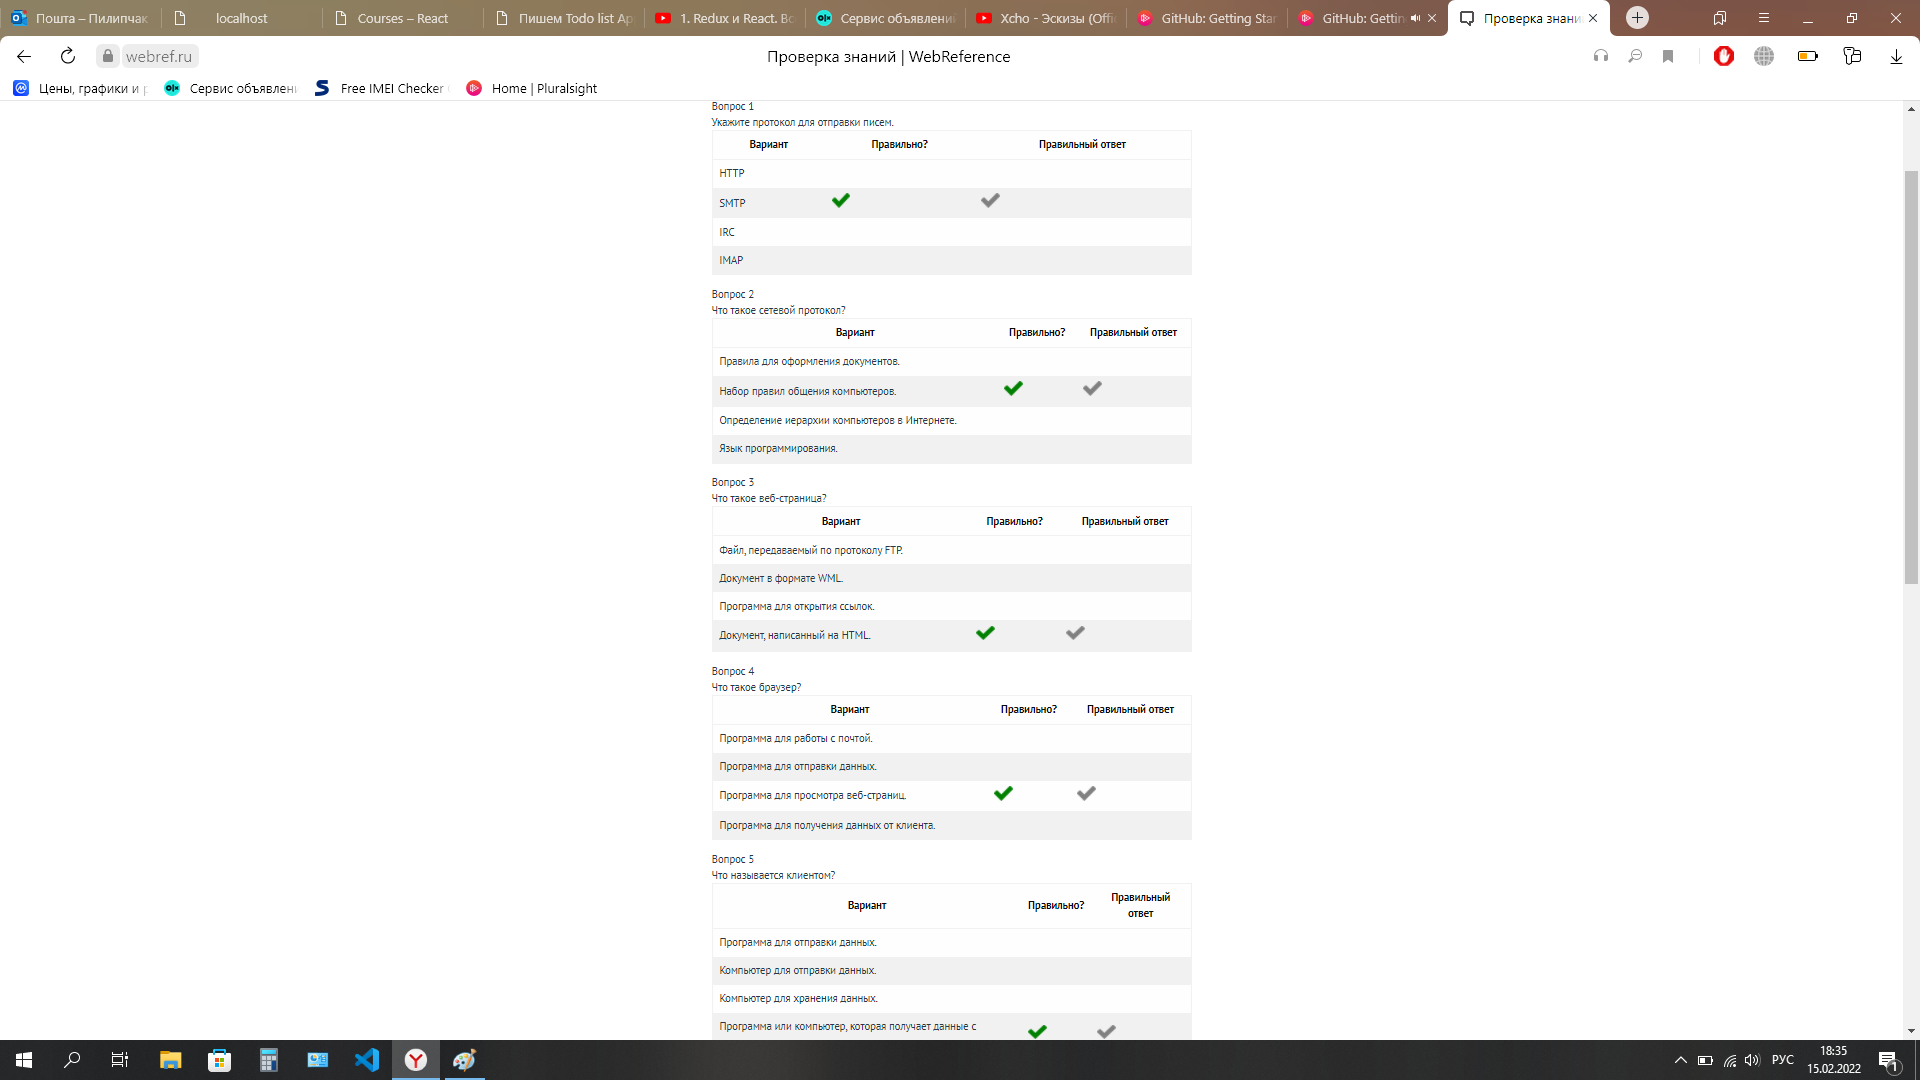 Пошта – Пилипчак
localhost
Courses – React
Пишем Todo list Ap
1. Redux и React. Во
Сервис объявлений
Xcho - Эскизы (Offic
GitHub: Getting Star
GitHub: Gettin
Проверка знани
webref.ru
Проверка знаний | WebReference
Цены, графики и р
Сервис объявлени
Free IMEI Checker
Home | Pluralsight
Вопрос 1
Укажите протокол для отправки писем.
Вариант Правильно? Правильный ответ
HTTP
SMTP
IRC
IMAP
Вопрос 2
Что такое сетевой протокол?
Вариант Правильно? Правильный ответ
Правила для оформления документов.
Набор правил общения компьютеров.
Определение иерархии компьютеров в Интернете.
Язык программирования.
Вопрос 3
Что такое веб-страница?
Вариант Правильно? Правильный ответ
Файл, передаваемый по протоколу FTP.
Документ в формате WML.
Программа для открытия ссылок.
Документ, написанный на HTML.
Вопрос 4
Что такое браузер?
Вариант Правильно? Правильный ответ
Программа для работы с почтой.
Программа для отправки данных.
Программа для просмотра веб-страниц.
Программа для получения данных от клиента.
Вопрос 5
Что называется клиентом?
Вариант Правильно? Правильный ответ
Программа для отправки данных.
Компьютер для отправки данных.
Компьютер для хранения данных.
Программа или компьютер, которая получает данные с
РУС
18:35
15.02.2022
1